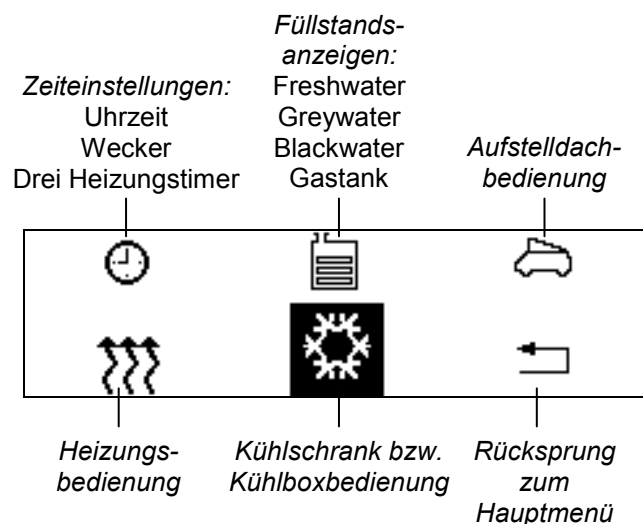 Zeiteinstellungen:
Uhrzeit
Wecker
Drei Heizungstimer
Füllstands-
anzeigen:
Freshwater
Greywater
Blackwater
Gastank
Aufstelldach-
bedienung
Heizungs-
bedienung
Kühlschrank bzw.
Kühlboxbedienung
Rücksprung
zum
Hauptmenü